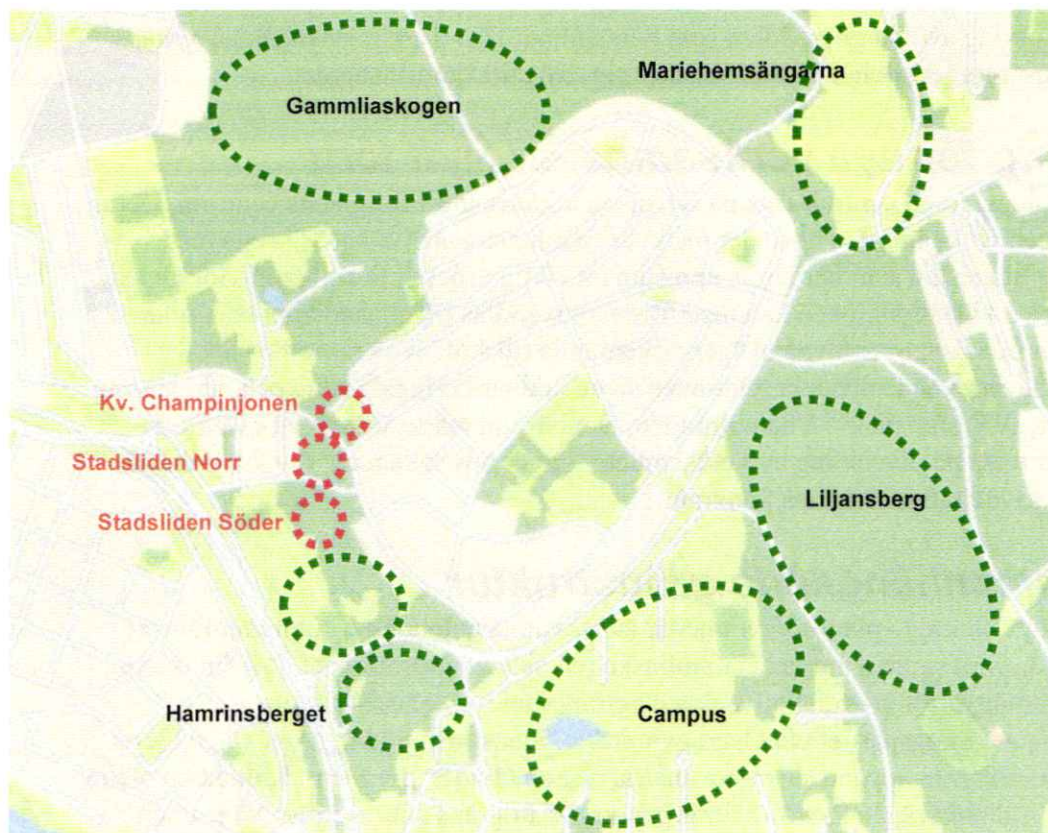 Mariehemsängarna
Gammliaskogen
Kv. Champinjonen
Stadsliden Norr
Stadsliden Söder
Liljansberg
Hamrinsberget
Campus